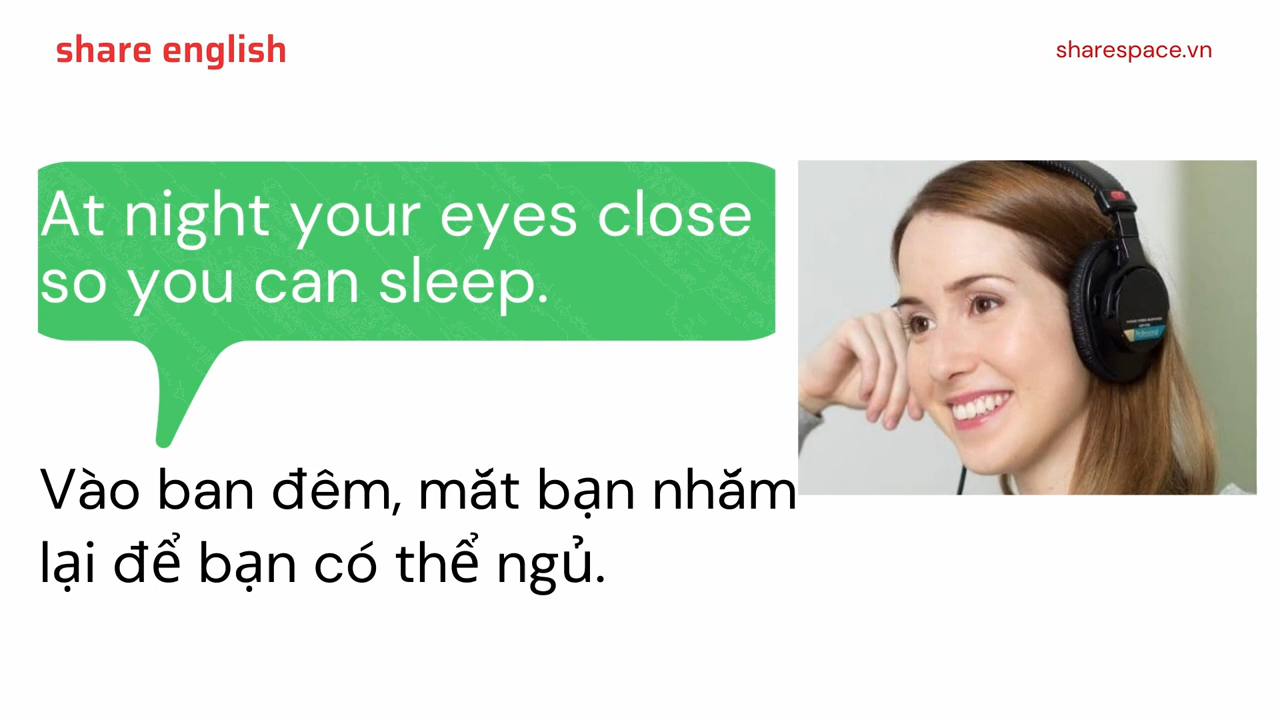 share english
sharespace.vn
At night your eyes close
so you can sleep.
Vào ban đêm, mắt bạn nhăm
lại để bạn có thể ngủ.